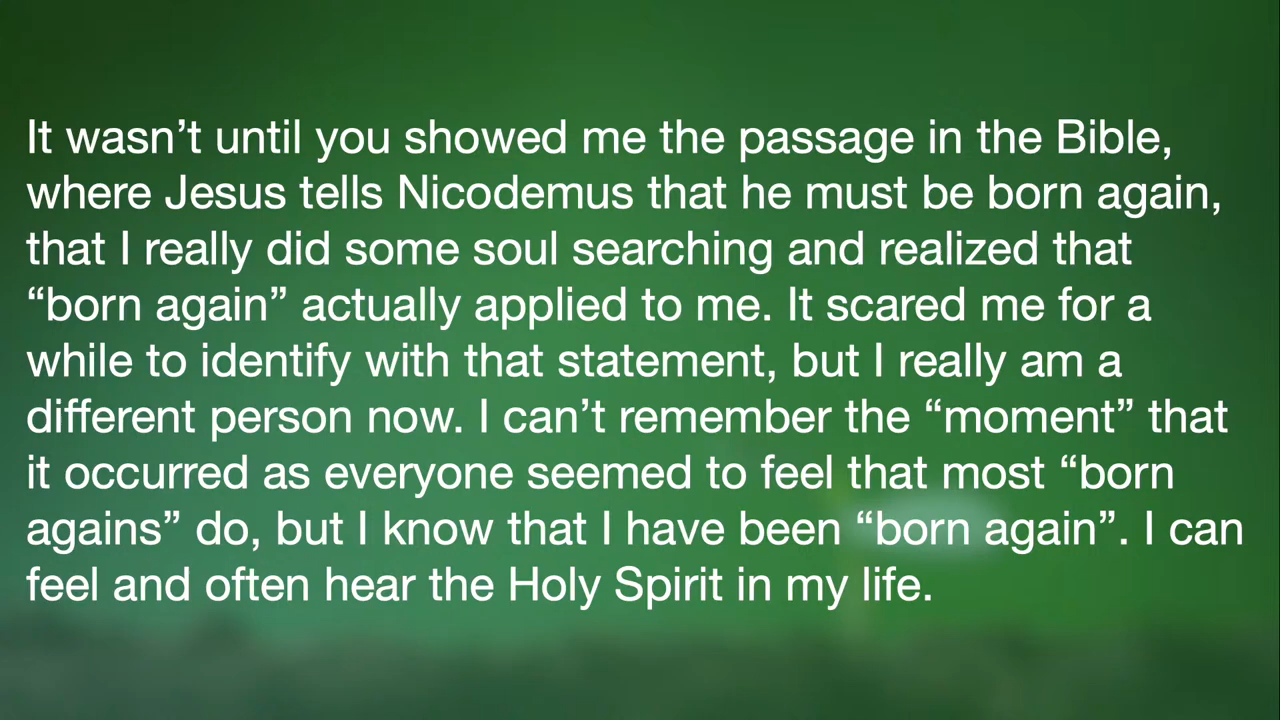 It wasn’t until you showed me the passage in the Bible,
where Jesus tells Nicodemus that he must be born again,
that I really did some soul searching and realized that
“born again” actually applied to me. It scared me for a
while to identify with that statement, but I really am a
different person now. I can’t remember the “moment” that
it occurred as everyone seemed to feel that most “born
agains” do, but I know that I have been “born again”. I can
feel and often hear the Holy Spirit in my life.